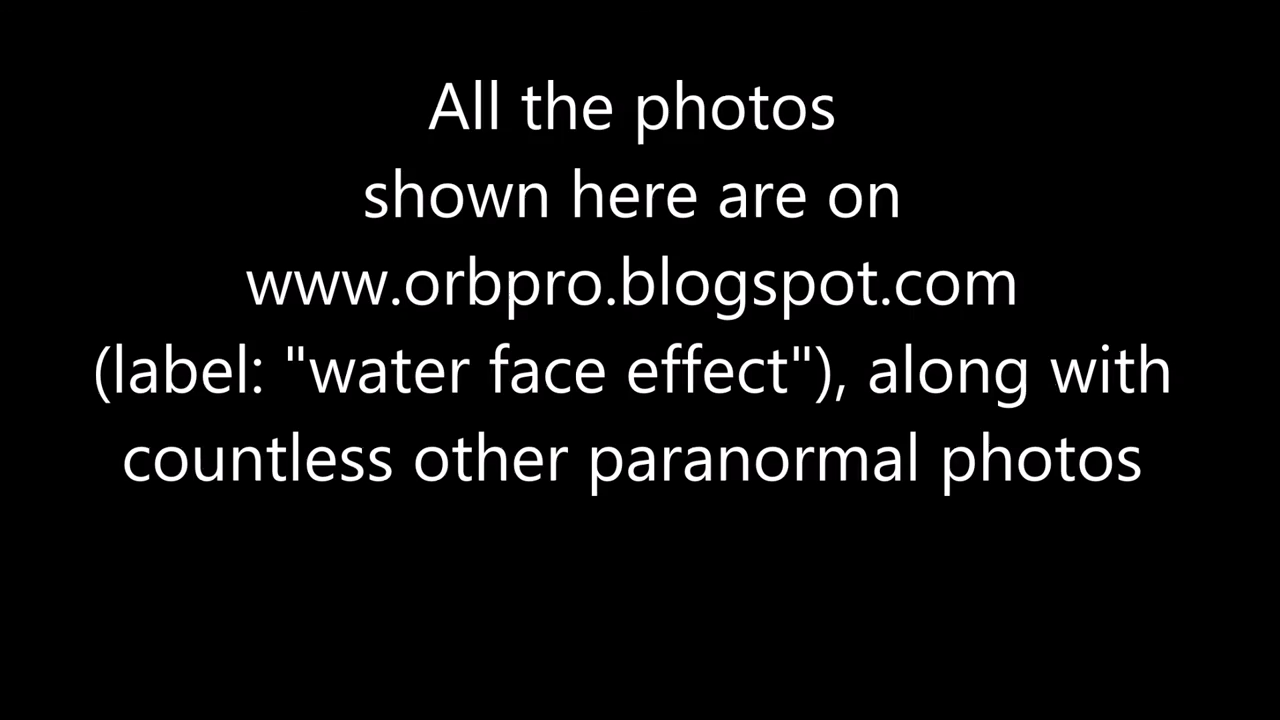 All the photos
shown here are on
www.orbpro.blogspot.com
(label: "water face effect"), along with
countless other paranormal photos